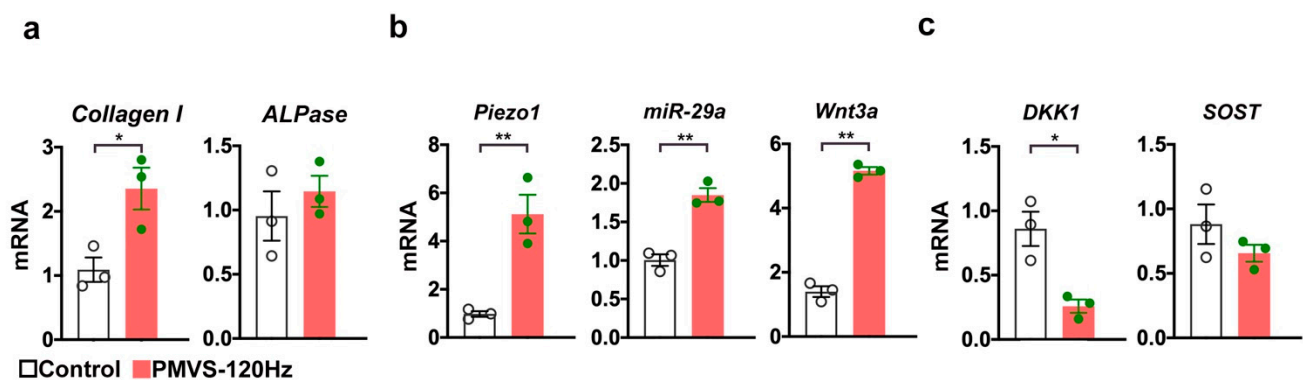 a b c
Collagen I ALPase Piezo1 miR-29a Wnt3a DKK1 SOST
* ** ** ** *
mRNA 3 2 1 0
1.5 1.0 0.5 0.0
mRNA 8 6 4 2 0
2.5 2.0 1.5 1.0 0.5 0.0
6 4 2 0
mRNA 1.5 1.0 0.5 0.0
1.5 1.0 0.5 0.0
Control PMVS-120Hz